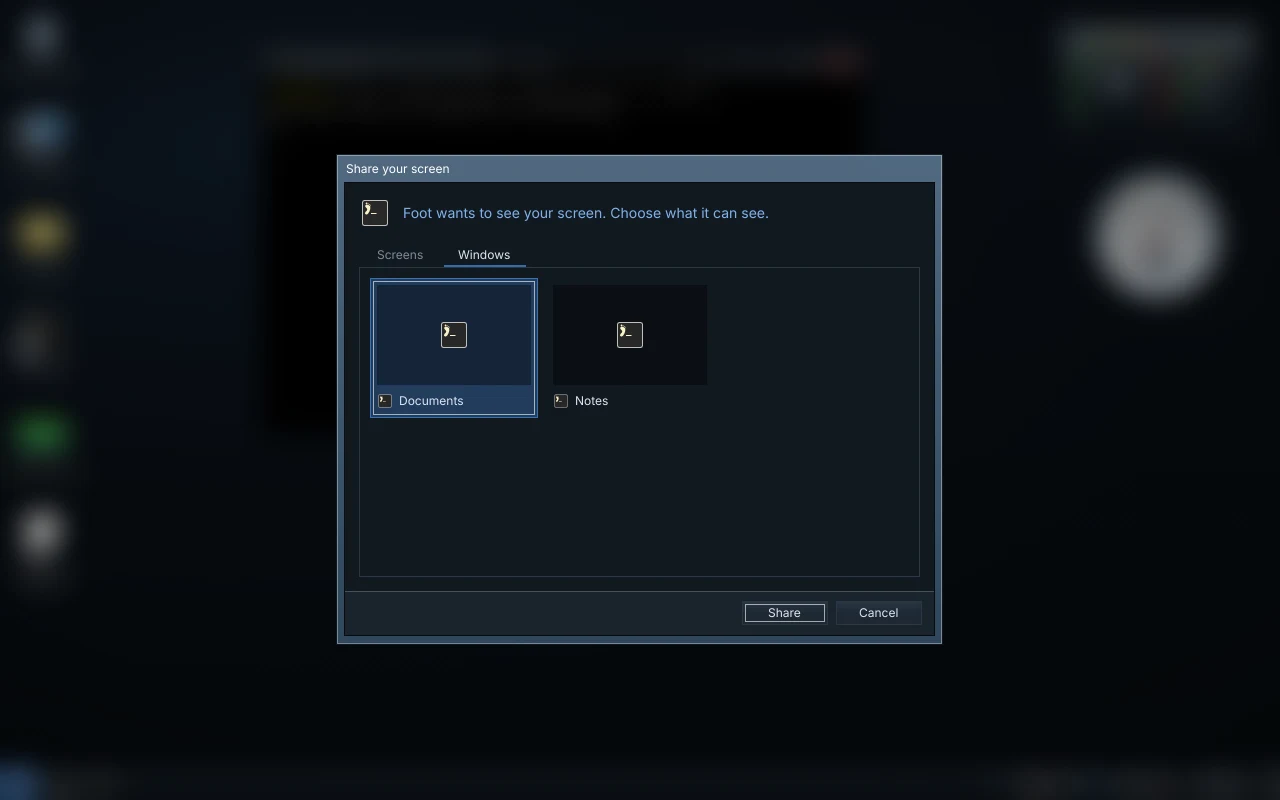 Share your screen
Foot wants to see your screen. Choose what it can see.
Screens Windows
Documents Notes
Share Cancel